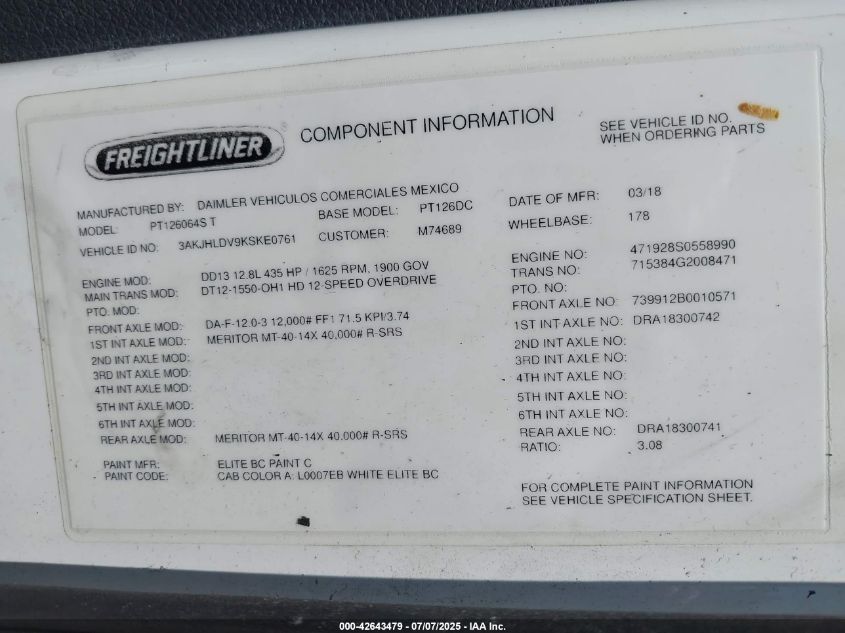 FREIGHTLINER
COMPONENT INFORMATION
SEE VEHICLE ID NO.
WHEN ORDERING PARTS
MANUFACTURED BY: DAIMLER VEHICULOS COMERCIALES MEXICO
MODEL: PT126064S T BASE MODEL: PT126DC
VEHICLE ID NO: 3AKJHLDV9KSKE0761 CUSTOMER: M74689
DATE OF MFR: 03/18
WHEELBASE: 178
ENGINE MOD: DD13 12.8L 435 HP / 1625 RPM, 1900 GOV
MAIN TRANS MOD: DT12-1550-OH1 HD 12-SPEED OVERDRIVE
PTO. MOD:
FRONT AXLE MOD: DA-F-12.0-3 12,000# FF1 71.5 KPI/3.74
1ST INT AXLE MOD: MERITOR MT-40-14X 40,000# R-SRS
2ND INT AXLE MOD:
3RD INT AXLE MOD:
4TH INT AXLE MOD:
5TH INT AXLE MOD:
6TH INT AXLE MOD:
REAR AXLE MOD: MERITOR MT-40-14X 40,000# R-SRS
ENGINE NO: 471928S0558990
TRANS NO: 715384G2008471
PTO. NO:
FRONT AXLE NO: 739912B0010571
1ST INT AXLE NO: DRA18300742
2ND INT AXLE NO:
3RD INT AXLE NO:
4TH INT AXLE NO:
5TH INT AXLE NO:
6TH INT AXLE NO:
REAR AXLE NO: DRA18300741
RATIO: 3.08
PAINT MFR: ELITE BC PAINT C
PAINT CODE: CAB COLOR A: L0007EB WHITE ELITE BC
FOR COMPLETE PAINT INFORMATION
SEE VEHICLE SPECIFICATION SHEET.
000-42643479 - 07/07/2025 - IAA Inc.